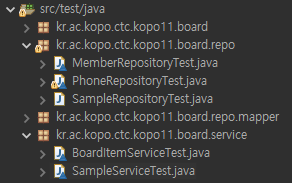 src/test/java
kr.ac.kopo.ctc.kopo11.board
kr.ac.kopo.ctc.kopo11.board.repo
MemberRepositoryTest.java
PhoneRepositoryTest.java
SampleRepositoryTest.java
kr.ac.kopo.ctc.kopo11.board.repo.mapper
kr.ac.kopo.ctc.kopo11.board.service
BoardItemServiceTest.java
SampleServiceTest.java